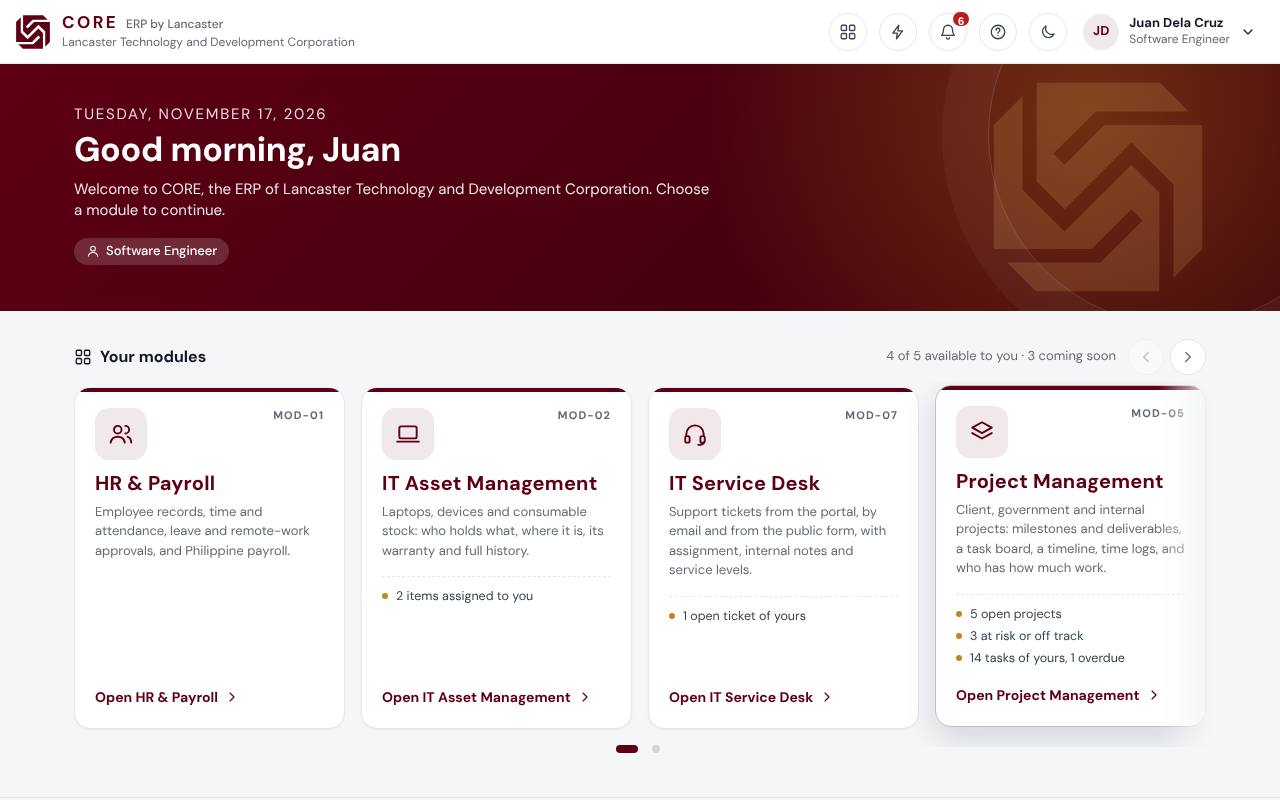 CORE ERP by Lancaster
Lancaster Technology and Development Corporation
6
JD
Juan Dela Cruz
Software Engineer
TUESDAY, NOVEMBER 17, 2026
Good morning, Juan
Welcome to CORE, the ERP of Lancaster Technology and Development Corporation. Choose
a module to continue.
Software Engineer
Your modules
4 of 5 available to you · 3 coming soon
MOD-01
HR & Payroll
Employee records, time and
attendance, leave and remote-work
approvals, and Philippine payroll.
Open HR & Payroll
MOD-02
IT Asset Management
Laptops, devices and consumable
stock: who holds what, where it is, its
warranty and full history.
2 items assigned to you
Open IT Asset Management
MOD-07
IT Service Desk
Support tickets from the portal, by
email and from the public form, with
assignment, internal notes and
service levels.
1 open ticket of yours
Open IT Service Desk
MOD-05
Project Management
Client, government and internal
projects: milestones and deliverables,
a task board, a timeline, time logs, and
who has how much work.
5 open projects
3 at risk or off track
14 tasks of yours, 1 overdue
Open Project Management